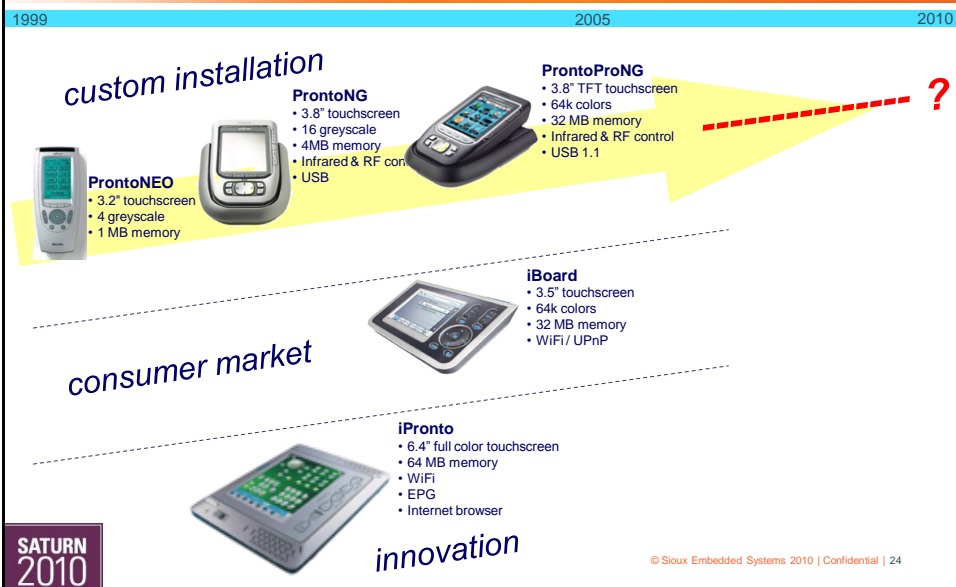 1999
2005
2010
custom installation
ProntoNEO
• 3.2" touchscreen
• 4 greyscale
• 1 MB memory
ProntoNG
• 3.8" touchscreen
• 16 greyscale
• 4MB memory
• Infrared & RF con
• USB
ProntoProNG
• 3.8" TFT touchscreen
• 64k colors
• 32 MB memory
• Infrared & RF control
• USB 1.1
?
iBoard
• 3.5" touchscreen
• 64k colors
• 32 MB memory
• WiFi / UPnP
consumer market
iPronto
• 6.4" full color touchscreen
• 64 MB memory
• WiFi
• EPG
• Internet browser
innovation
SATURN
2010
© Sioux Embedded Systems 2010 | Confidential | 24